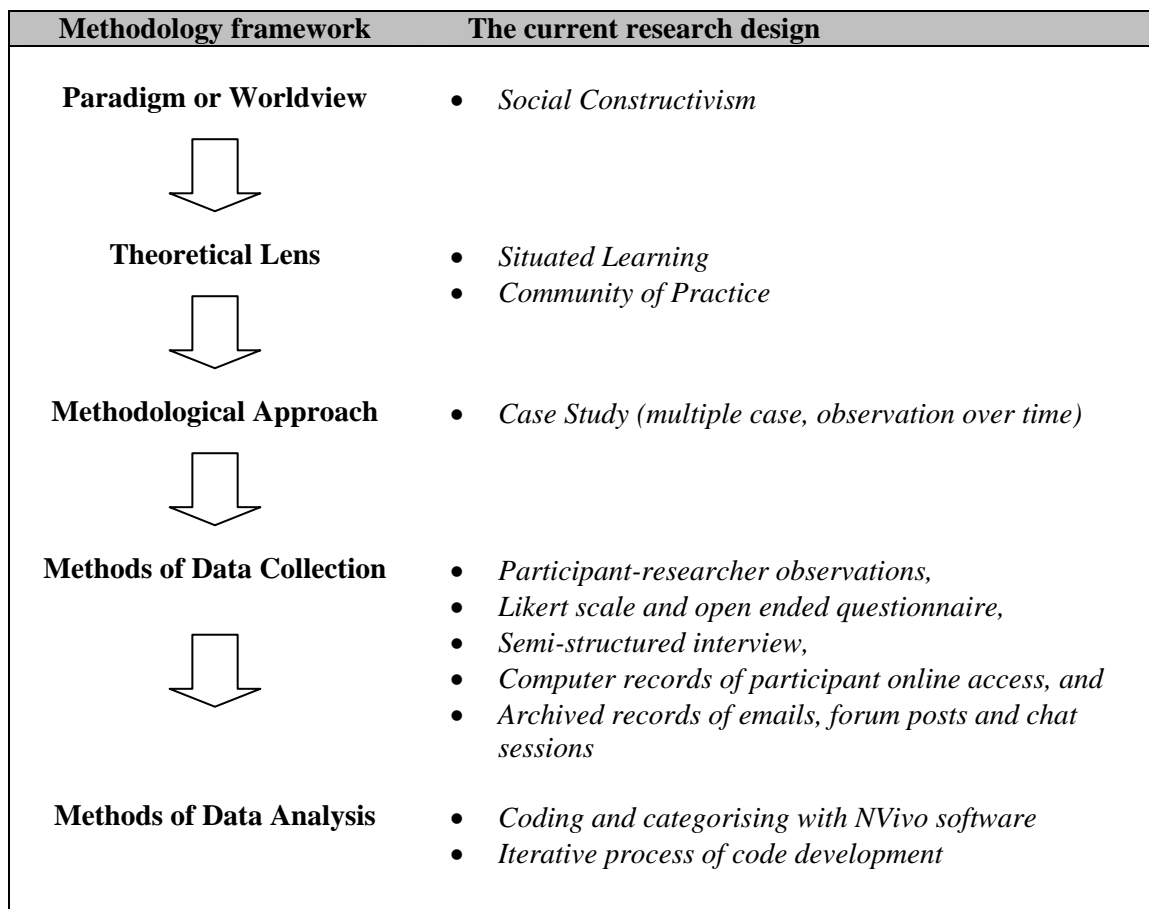 Methodology framework The current research design
Paradigm or Worldview • Social Constructivism
Theoretical Lens • Situated Learning
• Community of Practice
Methodological Approach • Case Study (multiple case, observation over time)
Methods of Data Collection • Participant-researcher observations,
• Likert scale and open ended questionnaire,
• Semi-structured interview,
• Computer records of participant online access, and
• Archived records of emails, forum posts and chat
sessions
Methods of Data Analysis • Coding and categorising with NVivo software
• Iterative process of code development